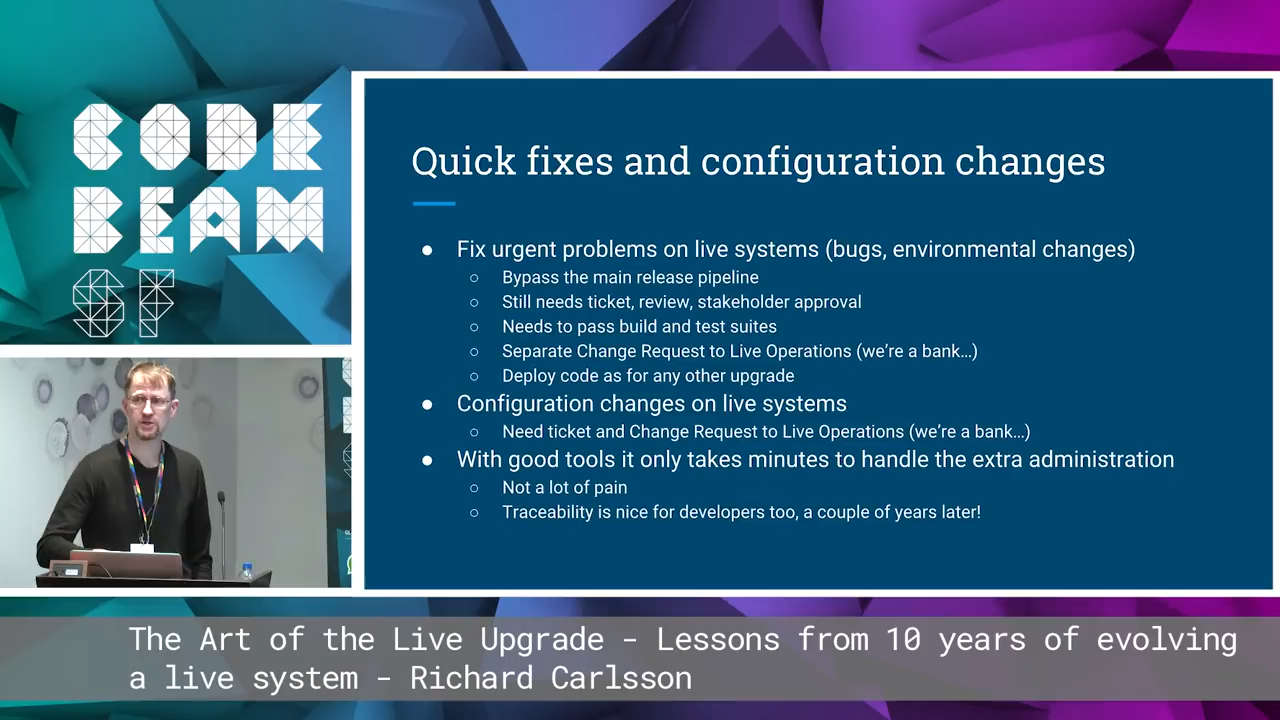 CODE
BEAM
SF
Quick fixes and configuration changes
● Fix urgent problems on live systems (bugs, environmental changes)
○ Bypass the main release pipeline
○ Still needs ticket, review, stakeholder approval
○ Needs to pass build and test suites
○ Separate Change Request to Live Operations (we're a bank…)
○ Deploy code as for any other upgrade
● Configuration changes on live systems
○ Need ticket and Change Request to Live Operations (we're a bank…)
● With good tools it only takes minutes to handle the extra administration
○ Not a lot of pain
○ Traceability is nice for developers too, a couple of years later!
The Art of the Live Upgrade - Lessons from 10 years of evolving
a live system - Richard Carlsson